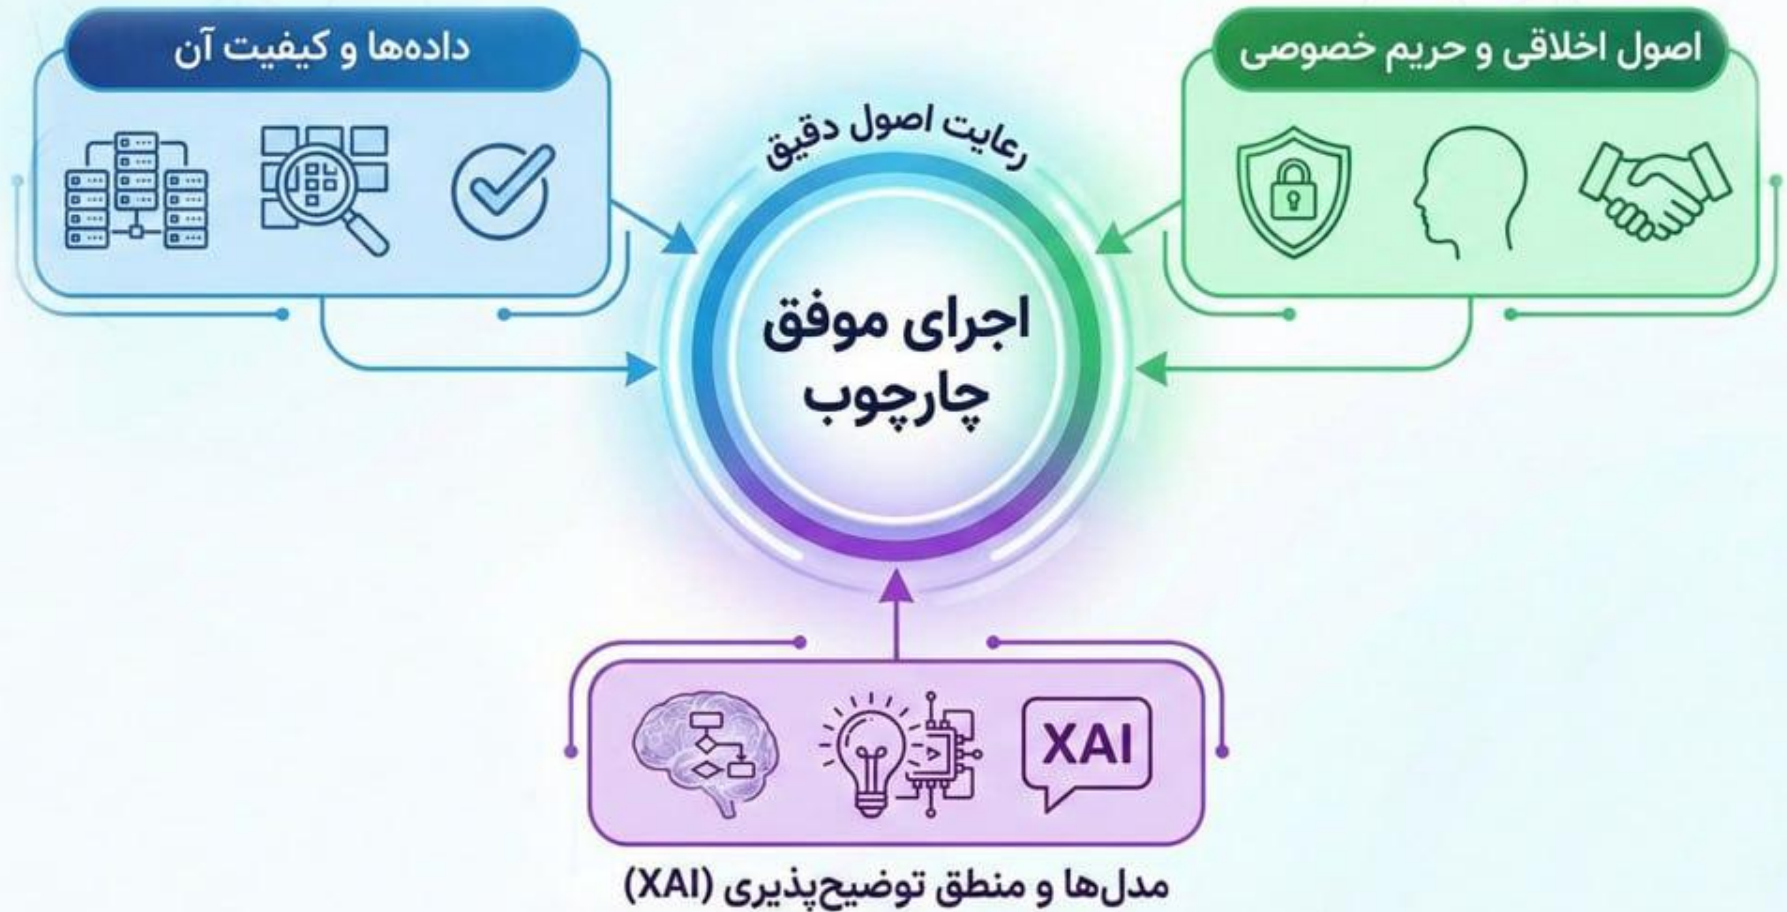 اصول اخلاقی و حریم خصوصی
داده‌ها و کیفیت آن
رعایت اصول دقیق
اجرای موفق
چارچوب
XAI
مدل‌ها و منطق توضیح‌پذیری (XAI)